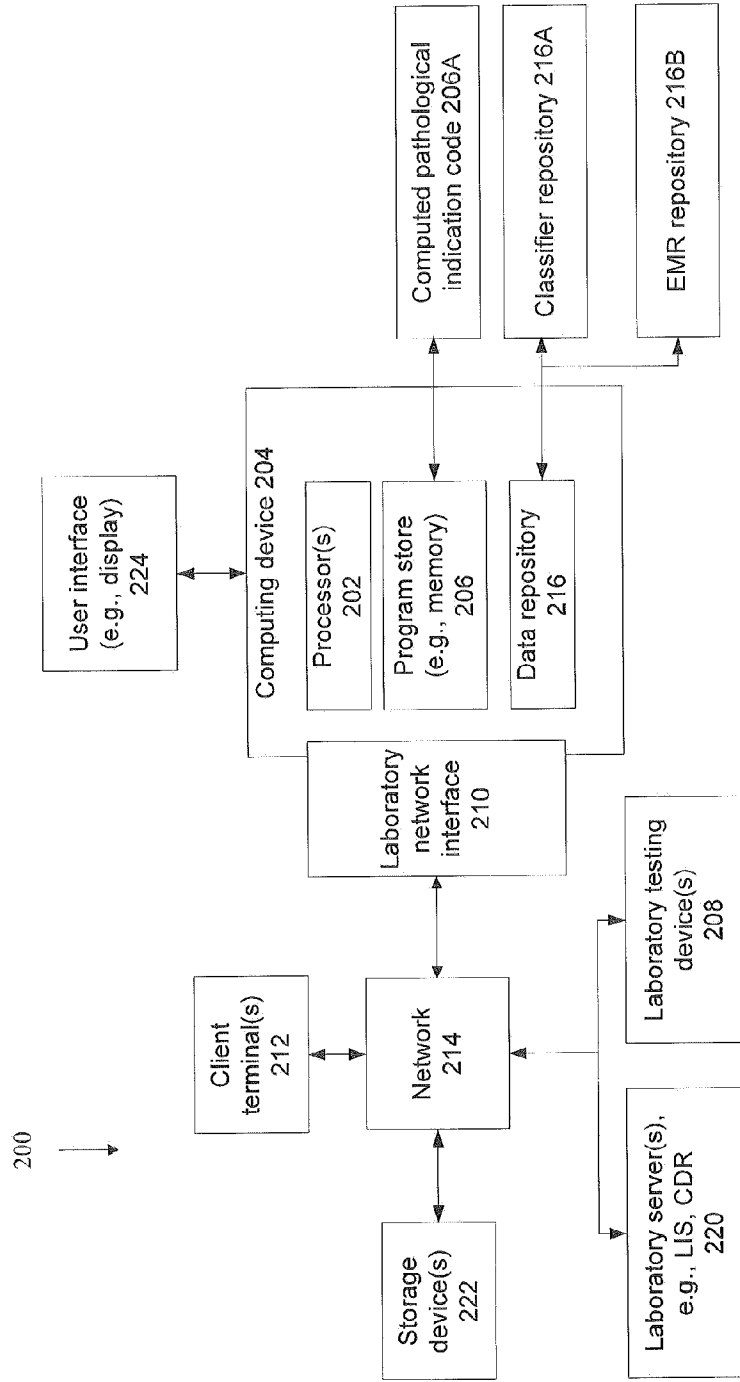 200
User interface
(e.g., display)
224
Computing device 204
Processor(s)
202
Program store
(e.g., memory)
206
Data repository
216
Computed pathological
indication code 206A
Classifier repository 216A
EMR repository 216B
Laboratory
network
interface
210
Client
terminal(s)
212
Network
214
Storage
device(s)
222
Laboratory server(s),
e.g., LIS, CDR
220
Laboratory testing
device(s)
208